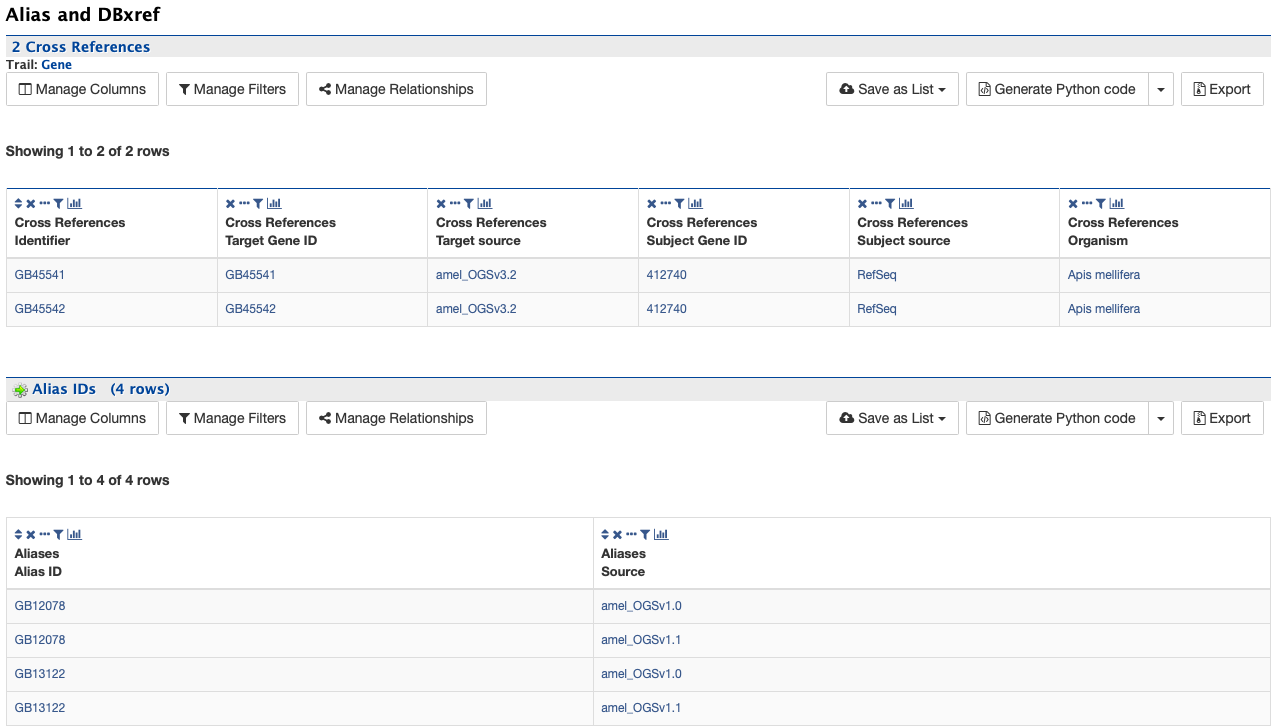 Alias and DBxref
2 Cross References
Trail: Gene
Manage Columns Manage Filters Manage Relationships Save as List Generate Python code Export
Showing 1 to 2 of 2 rows
Cross References Cross References Cross References Cross References Cross References Cross References
Identifier Target Gene ID Target source Subject Gene ID Subject source Organism
GB45541 GB45541 amel_OGSv3.2 412740 RefSeq Apis mellifera
GB45542 GB45542 amel_OGSv3.2 412740 RefSeq Apis mellifera
Alias IDs (4 rows)
Manage Columns Manage Filters Manage Relationships Save as List Generate Python code Export
Showing 1 to 4 of 4 rows
Aliases Aliases
Alias ID Source
GB12078 amel_OGSv1.0
GB12078 amel_OGSv1.1
GB13122 amel_OGSv1.0
GB13122 amel_OGSv1.1